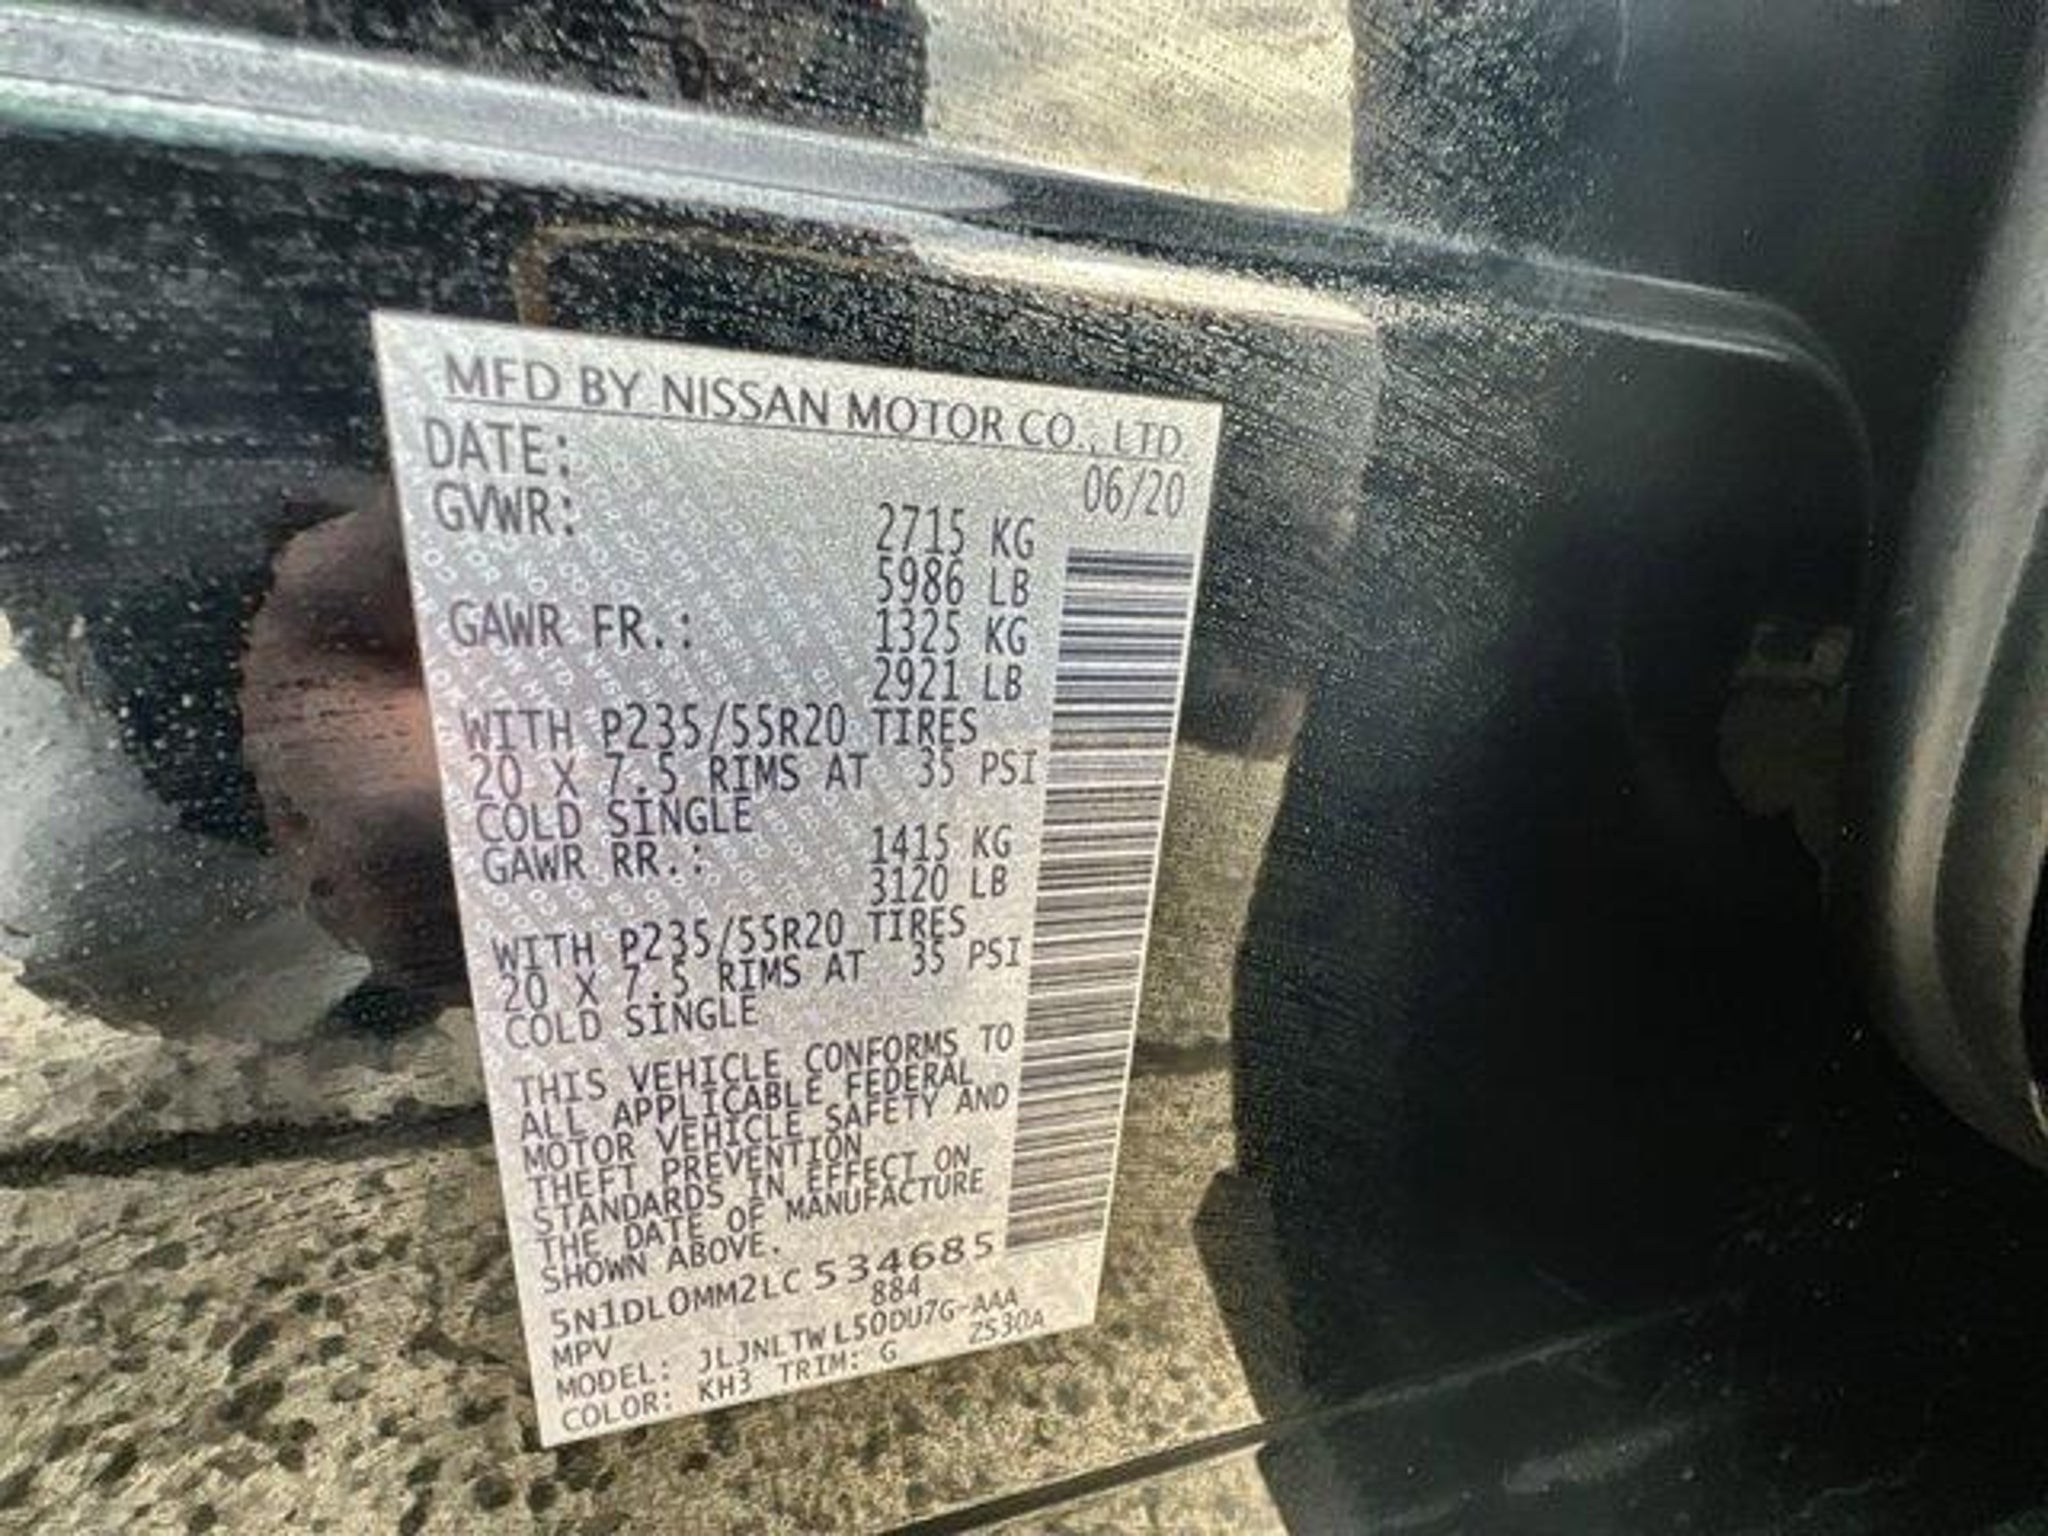 MFD BY NISSAN MOTOR CO., LTD.
DATE: 06/20
GVWR: 2715 KG
5986 LB
GAWR FR.: 1325 KG
2921 LB
WITH P235/55R20 TIRES
20 X 7.5 RIMS AT 35 PSI
COLD SINGLE
GAWR RR.: 1415 KG
3120 LB
WITH P235/55R20 TIRES
20 X 7.5 RIMS AT 35 PSI
COLD SINGLE
THIS VEHICLE CONFORMS TO
ALL APPLICABLE FEDERAL
MOTOR VEHICLE SAFETY AND
THEFT PREVENTION
STANDARDS IN EFFECT ON
THE DATE OF MANUFACTURE
SHOWN ABOVE.
5N1DL0MM2LC534685
MPV 884
MODEL: JLJNLTWL50DU7G-AAA
COLOR: KH3 TRIM: G ZS30A